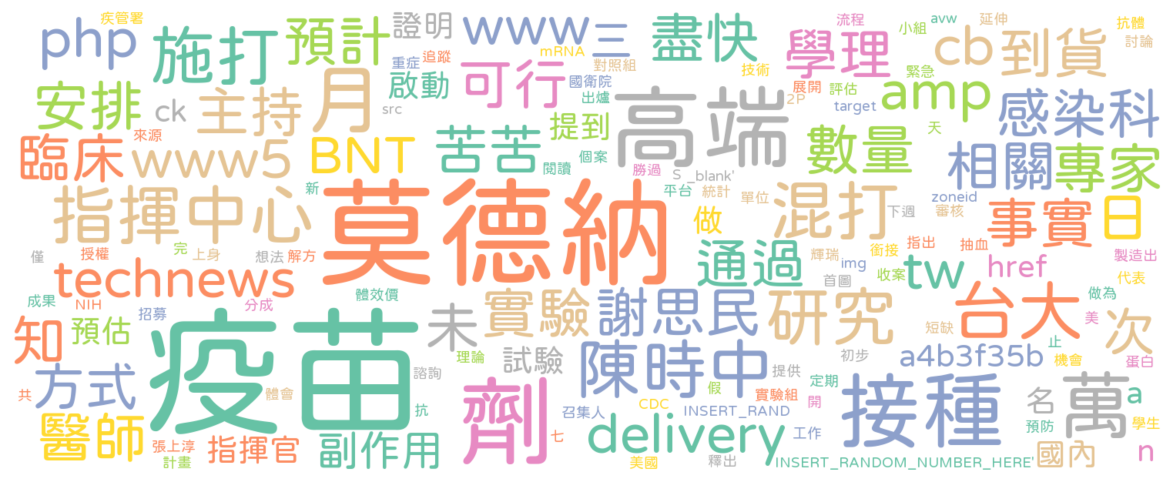 疾管署
php
施打
預計
證明
www
三
盡快
學理
流程
小組
avw
延伸
抗體
討論
cb
到貨
重症
追蹤
mRNA
對照組
國衛院
技術
緊急
安排
ck
主持
月
啟動
src
可行
出爐
高端
2P
展開
評估
target
amp
天
感染科
來源
臨床
www5
BNT
苦苦
提到
個案
閱讀
勝過
數量
相關
專家
指揮中心
新
莫德納
S
_blank'
平台
統計
單位
混打
下週
zoneid
審核
事實
日
做
僅
授權
完
上身
想法
解方
technews
通過
輝瑞
銜接
指出
抽血
img
首圖
收案
tw
href
製造出
代表
成果
NIH
招募
分成
體效價
知
預估
疫苗
未
實驗
謝思民
研究
短缺
台大
做為
美
次
止
理論
試驗
陳時中
初步
a4b3f35b
機會
蛋白
方式
共
體會
諮詢
抗
劑
提供
假
實驗組
定期
開
接種
名
萬
a
預防
學生
醫師
張上淳
計畫
指揮官
副作用
召集人
七
CDC
INSERT_RAND
delivery
工作
美國
釋出
INSERT_RANDOM_NUMBER_HERE'
國內
n